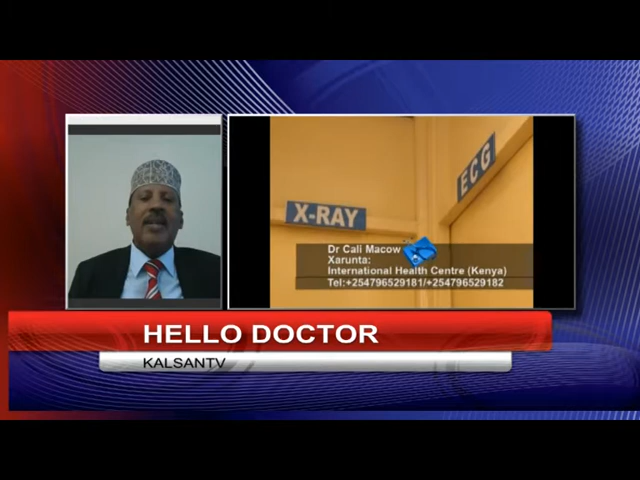 X-RAY
ECG
Dr Cali Macow
Xarunta:
International Health Centre (Kenya)
Tel:+254796529181/+254796529182
HELLO DOCTOR
KALSANTV